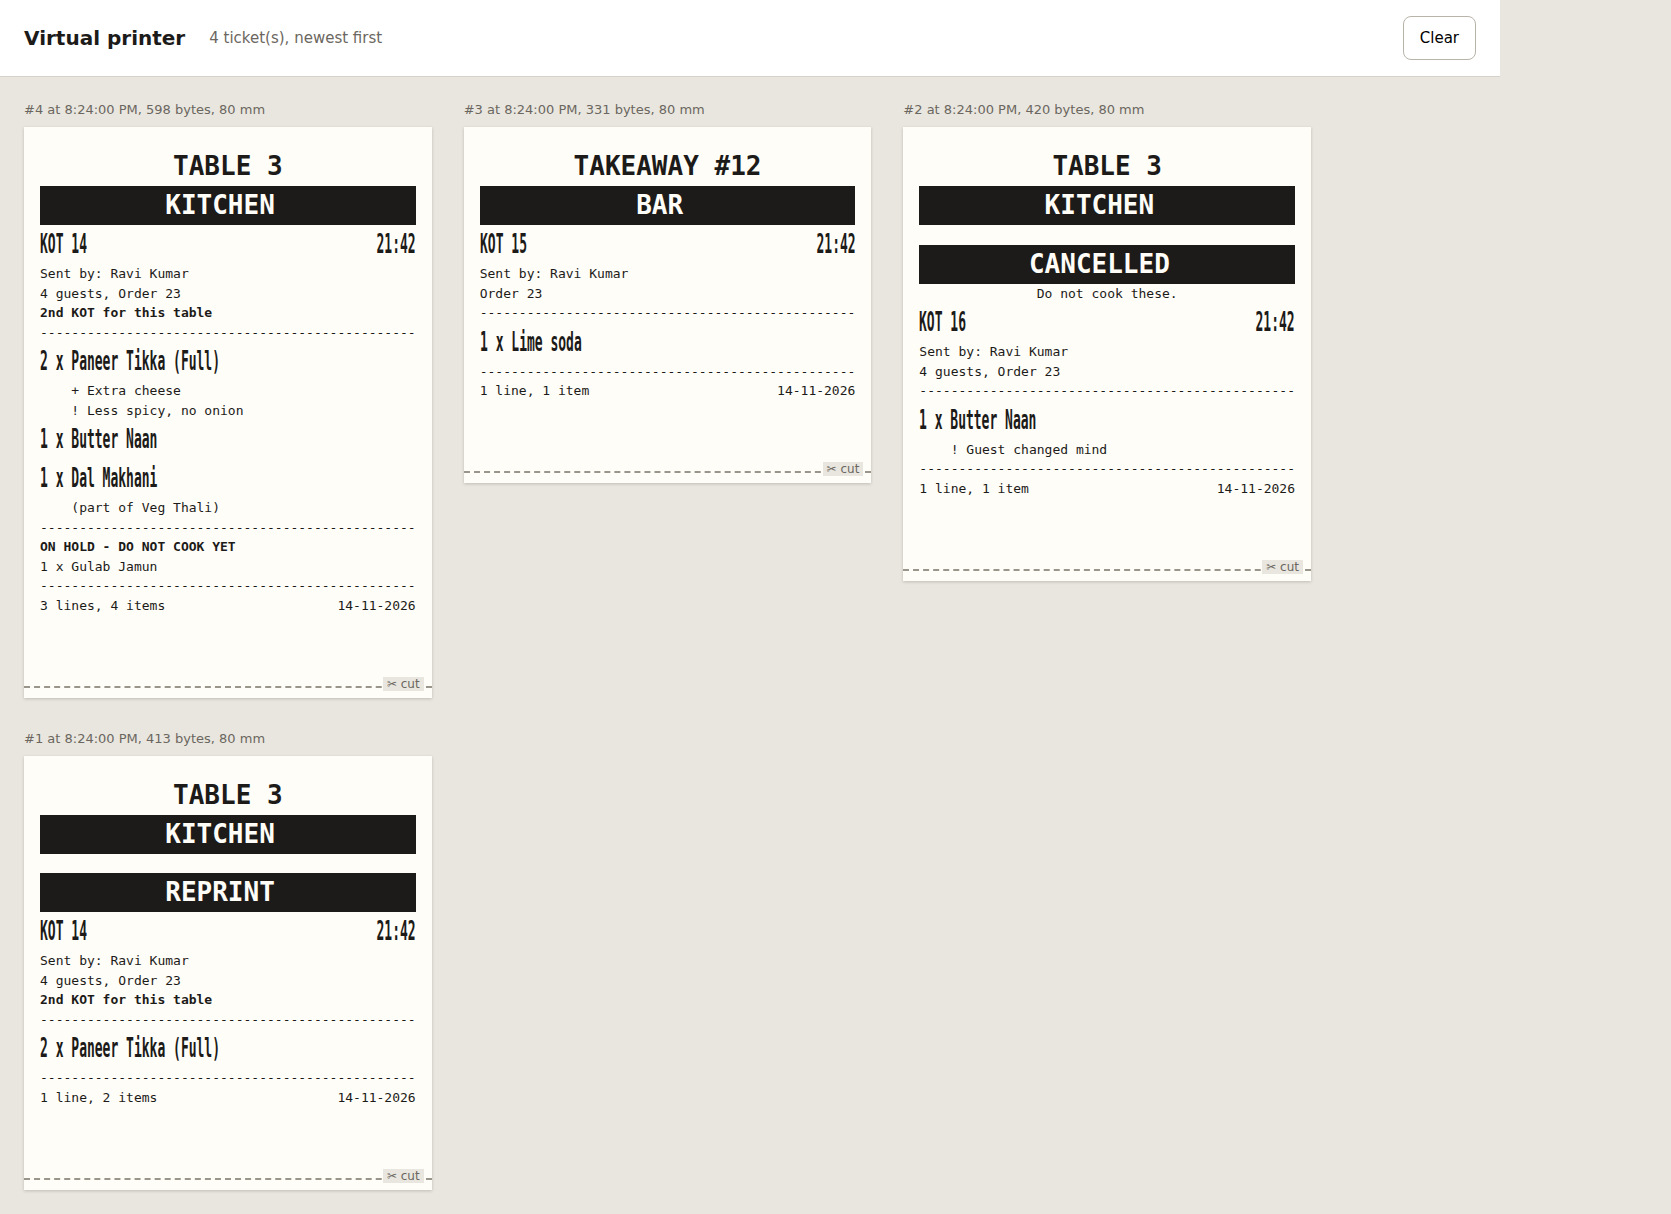 Virtual printer
4 ticket(s), newest first
Clear
#4 at 8:24:00 PM, 598 bytes, 80 mm
TABLE 3
KITCHEN
KOT 14 21:42
Sent by: Ravi Kumar
4 guests, Order 23
2nd KOT for this table
------------------------------------------------
2 x Paneer Tikka (Full)
+ Extra cheese
! Less spicy, no onion
1 x Butter Naan
1 x Dal Makhani
(part of Veg Thali)
------------------------------------------------
ON HOLD - DO NOT COOK YET
1 x Gulab Jamun
------------------------------------------------
3 lines, 4 items 14-11-2026
✂ cut
#3 at 8:24:00 PM, 331 bytes, 80 mm
TAKEAWAY #12
BAR
KOT 15 21:42
Sent by: Ravi Kumar
Order 23
------------------------------------------------
1 x Lime soda
------------------------------------------------
1 line, 1 item 14-11-2026
✂ cut
#2 at 8:24:00 PM, 420 bytes, 80 mm
TABLE 3
KITCHEN
CANCELLED
Do not cook these.
KOT 16 21:42
Sent by: Ravi Kumar
4 guests, Order 23
------------------------------------------------
1 x Butter Naan
! Guest changed mind
------------------------------------------------
1 line, 1 item 14-11-2026
✂ cut
#1 at 8:24:00 PM, 413 bytes, 80 mm
TABLE 3
KITCHEN
REPRINT
KOT 14 21:42
Sent by: Ravi Kumar
4 guests, Order 23
2nd KOT for this table
------------------------------------------------
2 x Paneer Tikka (Full)
------------------------------------------------
1 line, 2 items 14-11-2026
✂ cut